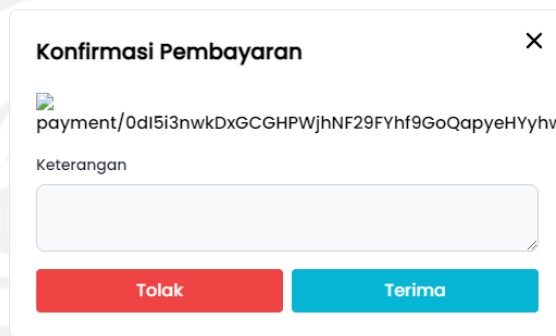 Konfirmasi Pembayaran
payment/0dI5i3nwkDxGCGHPWjhNF29FYhf9GoQapyeHYyhw
Keterangan
Tolak
Terima